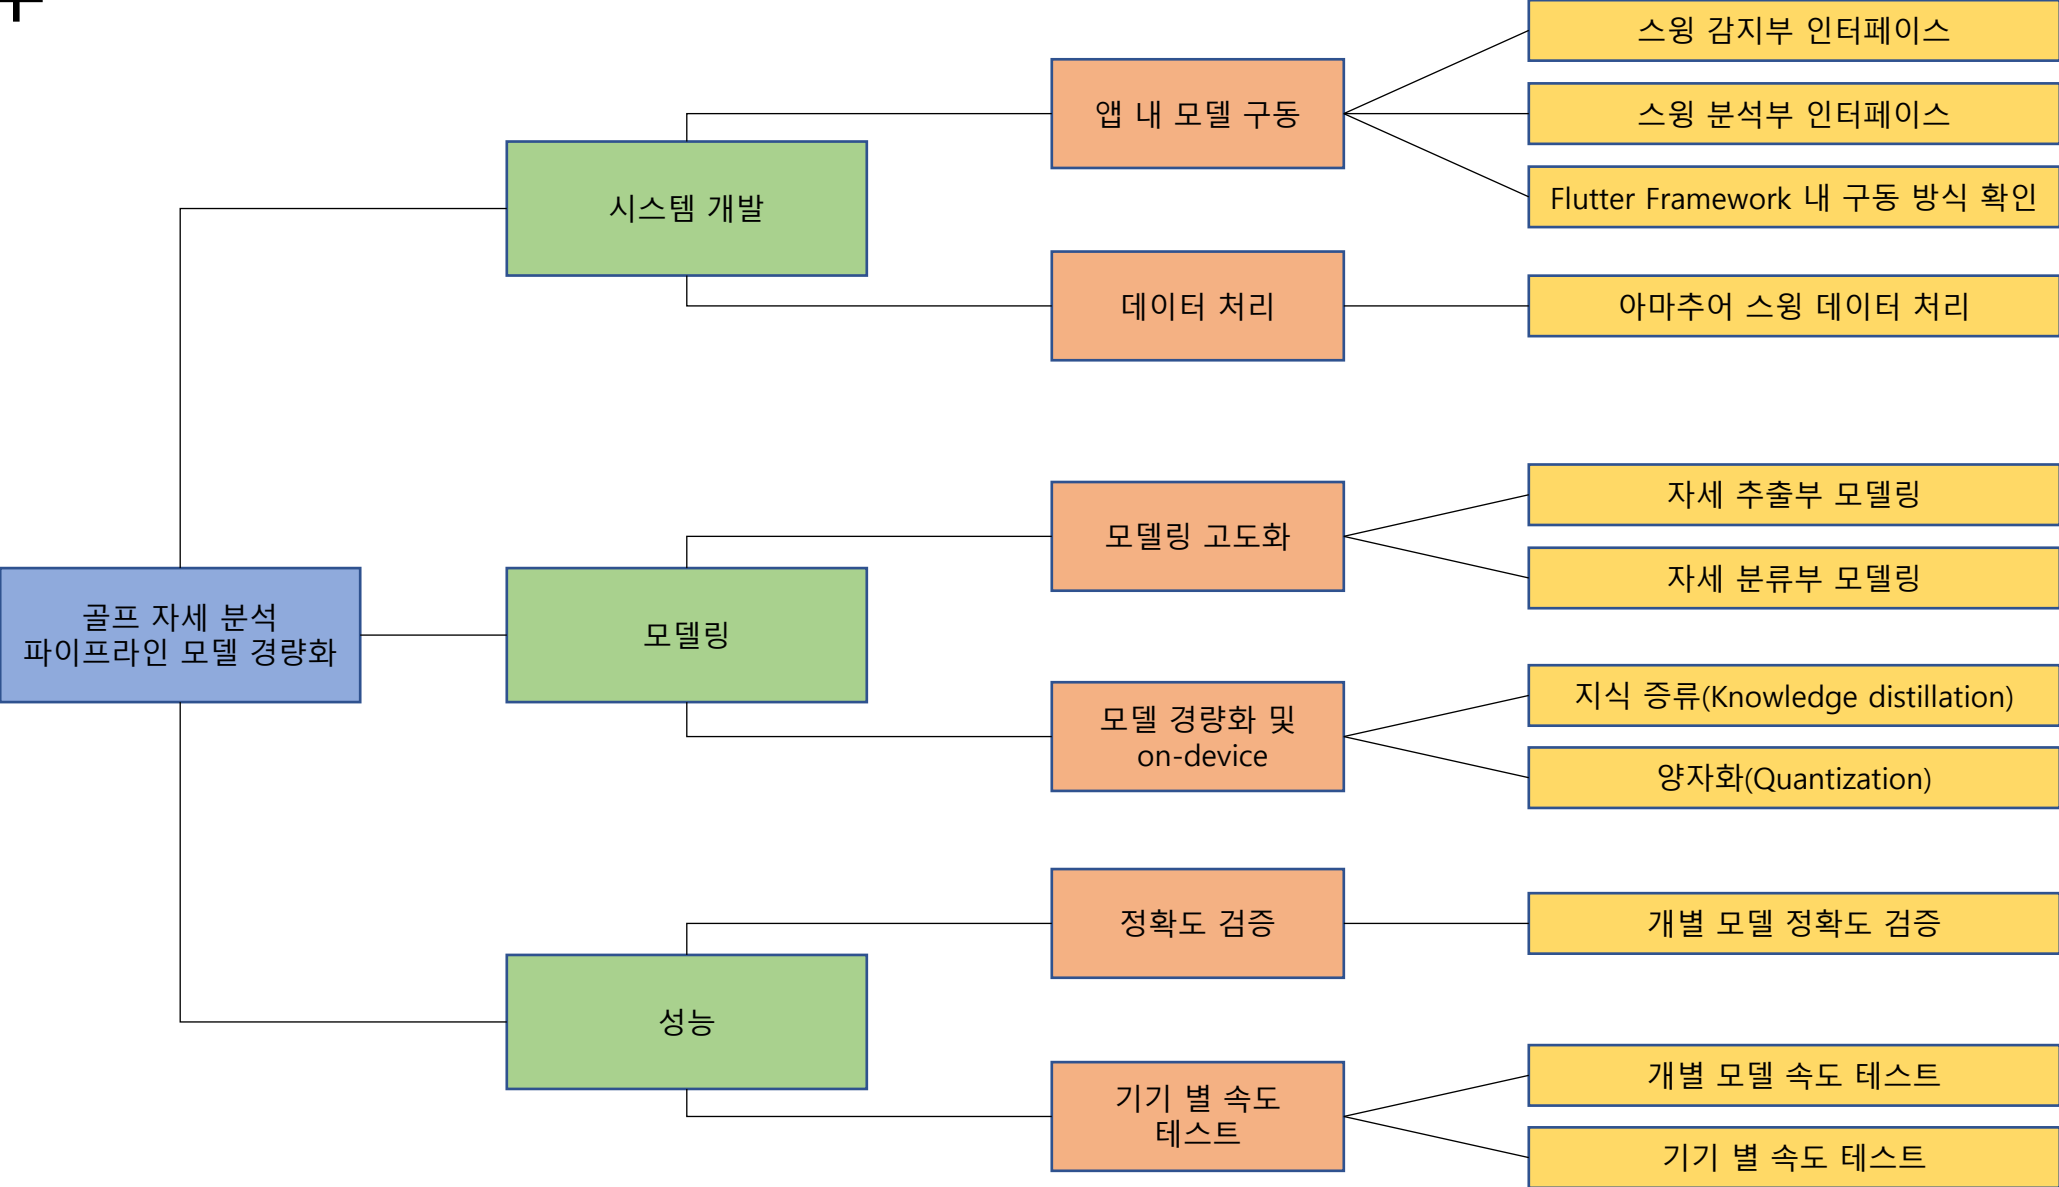 스윙 감지부 인터페이스
앱 내 모델 구동
스윙 분석부 인터페이스
시스템 개발
Flutter Framework 내 구동 방식 확인
데이터 처리
아마추어 스윙 데이터 처리
자세 추출부 모델링
모델링 고도화
자세 분류부 모델링
골프 자세 분석
파이프라인 모델 경량화
모델링
지식 증류(Knowledge distillation)
모델 경량화 및
on-device
양자화(Quantization)
정확도 검증
개별 모델 정확도 검증
성능
개별 모델 속도 테스트
기기 별 속도
테스트
기기 별 속도 테스트